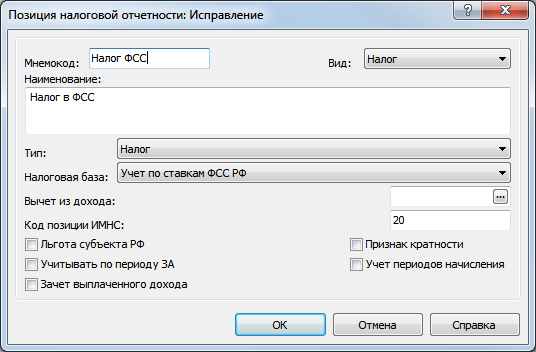 Позиция налоговой отчетности: Исправление
Мнемокод: Налог ФСС Вид: Налог
Наименование:
Налог в ФСС
Тип: Налог
Налоговая база: Учет по ставкам ФСС РФ
Вычет из дохода: ...
Код позиции ИМНС: 20
Льгота субъекта РФ Признак кратности
Учитывать по периоду ЗА Учет периодов начисления
Зачет выплаченного дохода
ОК Отмена Справка